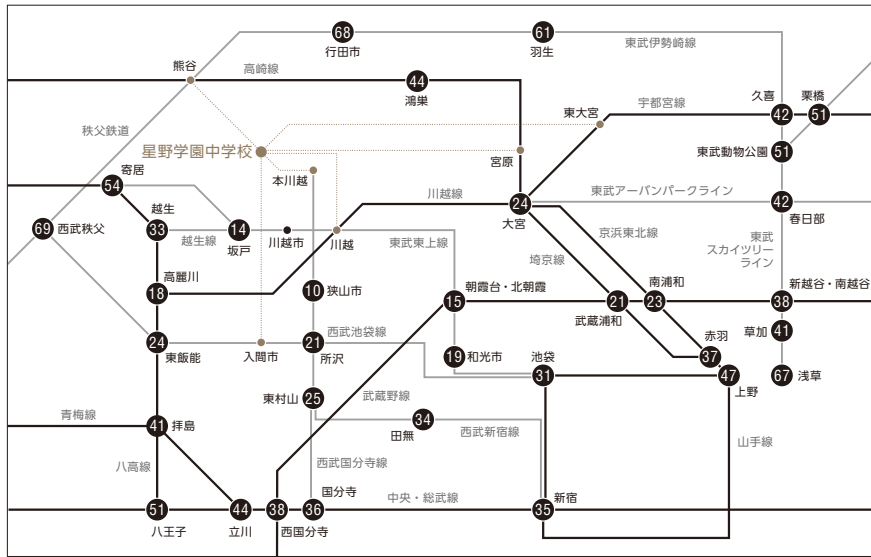 68
行田市
61
羽生
東武伊勢崎線
熊谷
高崎線
44
鴻巣
東大宮
宇都宮線
久喜
42
栗橋
51
秩父鉄道
星野学園中学校
宮原
東武動物公園
51
寄居
54
本川越
川越線
24
大宮
東武アーバンパークライン
42
春日部
69
西武秩父
越生
33
越生線
14
坂戸
川越市
川越
東武東上線
京浜東北線
埼京線
東武
スカイツリー
ライン
高麗川
18
10
狭山市
朝霞台・北朝霞
15
21
武蔵浦和
南浦和
23
38
新越谷・南越谷
24
東飯能
入間市
西武池袋線
21
所沢
19
和光市
池袋
31
赤羽
37
47
上野
41
草加
67
浅草
東村山
25
武蔵野線
34
田無
西武新宿線
山手線
青梅線
41
拝島
八高線
西武国分寺線
51
八王子
44
立川
38
西国分寺
国分寺
36
中央・総武線
新宿
35